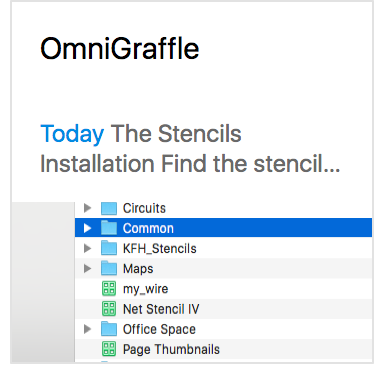 OmniGraffle
Today The Stencils
Installation Find the stencil...
Circuits
Common
KFH_Stencils
Maps
my_wire
Net Stencil IV
Office Space
Page Thumbnails